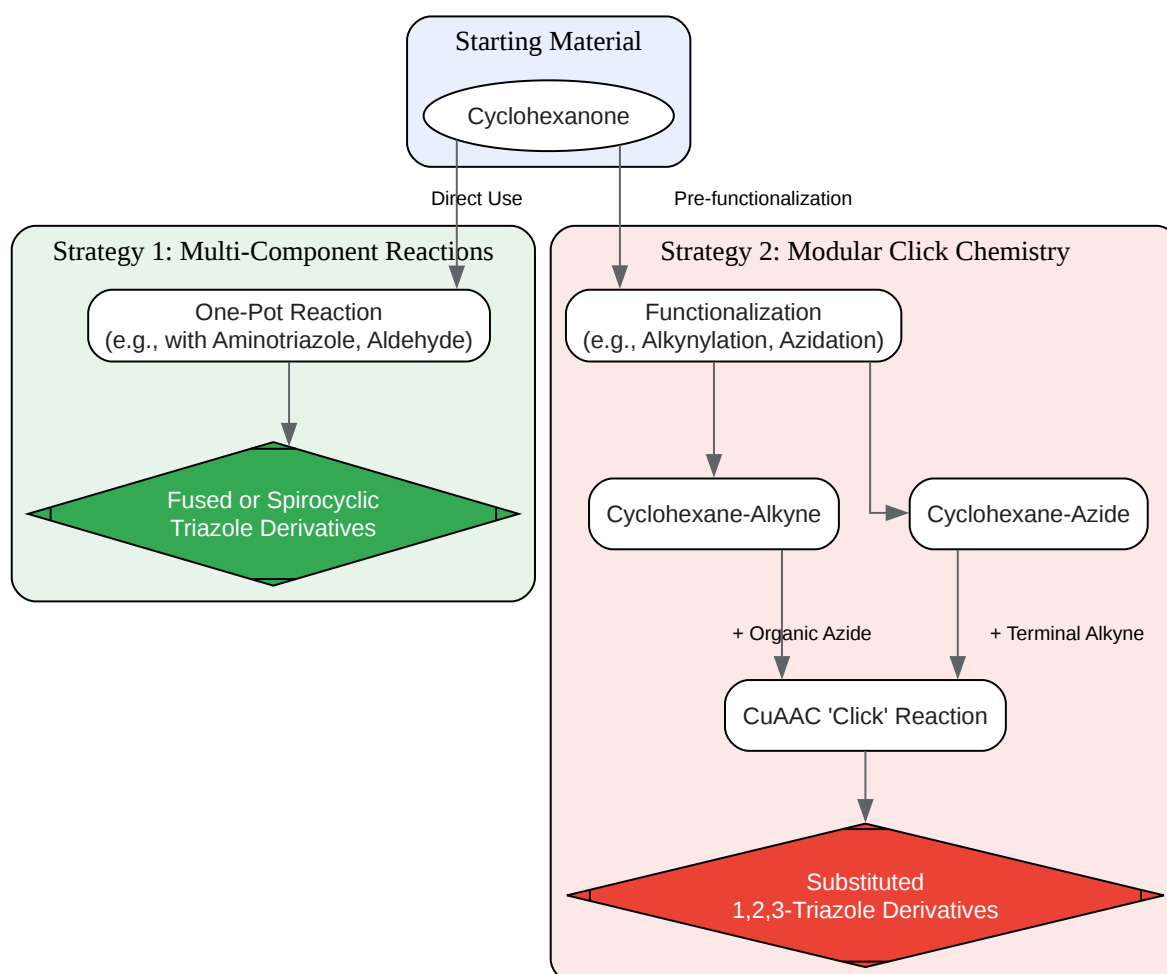 Starting Material
Cyclohexanone
Direct Use
Pre-functionalization
Strategy 1: Multi-Component Reactions
One-Pot Reaction
(e.g., with Aminotriazole, Aldehyde)
Fused or Spirocyclic
Triazole Derivatives
Strategy 2: Modular Click Chemistry
Functionalization
(e.g., Alkynylation, Azidation)
Cyclohexane-Alkyne
Cyclohexane-Azide
+ Organic Azide
+ Terminal Alkyne
CuAAC 'Click' Reaction
Substituted
1,2,3-Triazole Derivatives